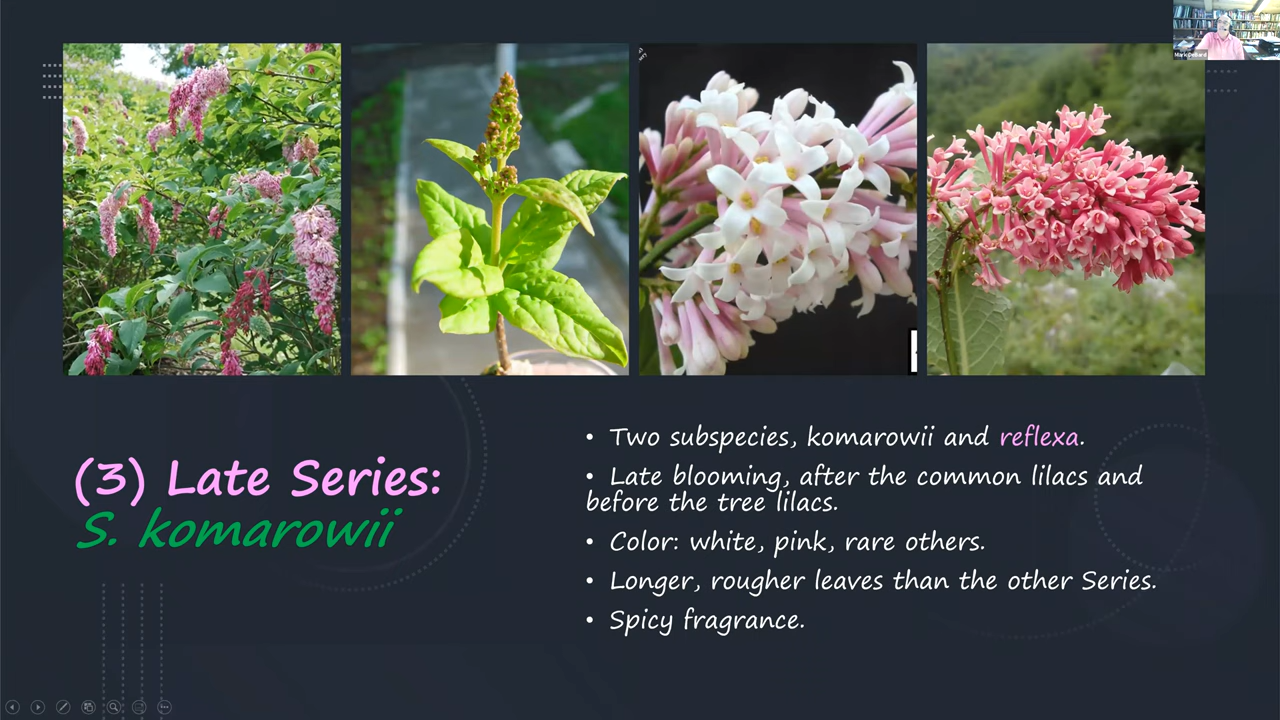 (3) Late Series:
S. komarowii
• Two subspecies, komarowii and reflexa.
• Late blooming, after the common lilacs and
before the tree lilacs.
• Color: white, pink, rare others.
• Longer, rougher leaves than the other Series.
• Spicy fragrance.